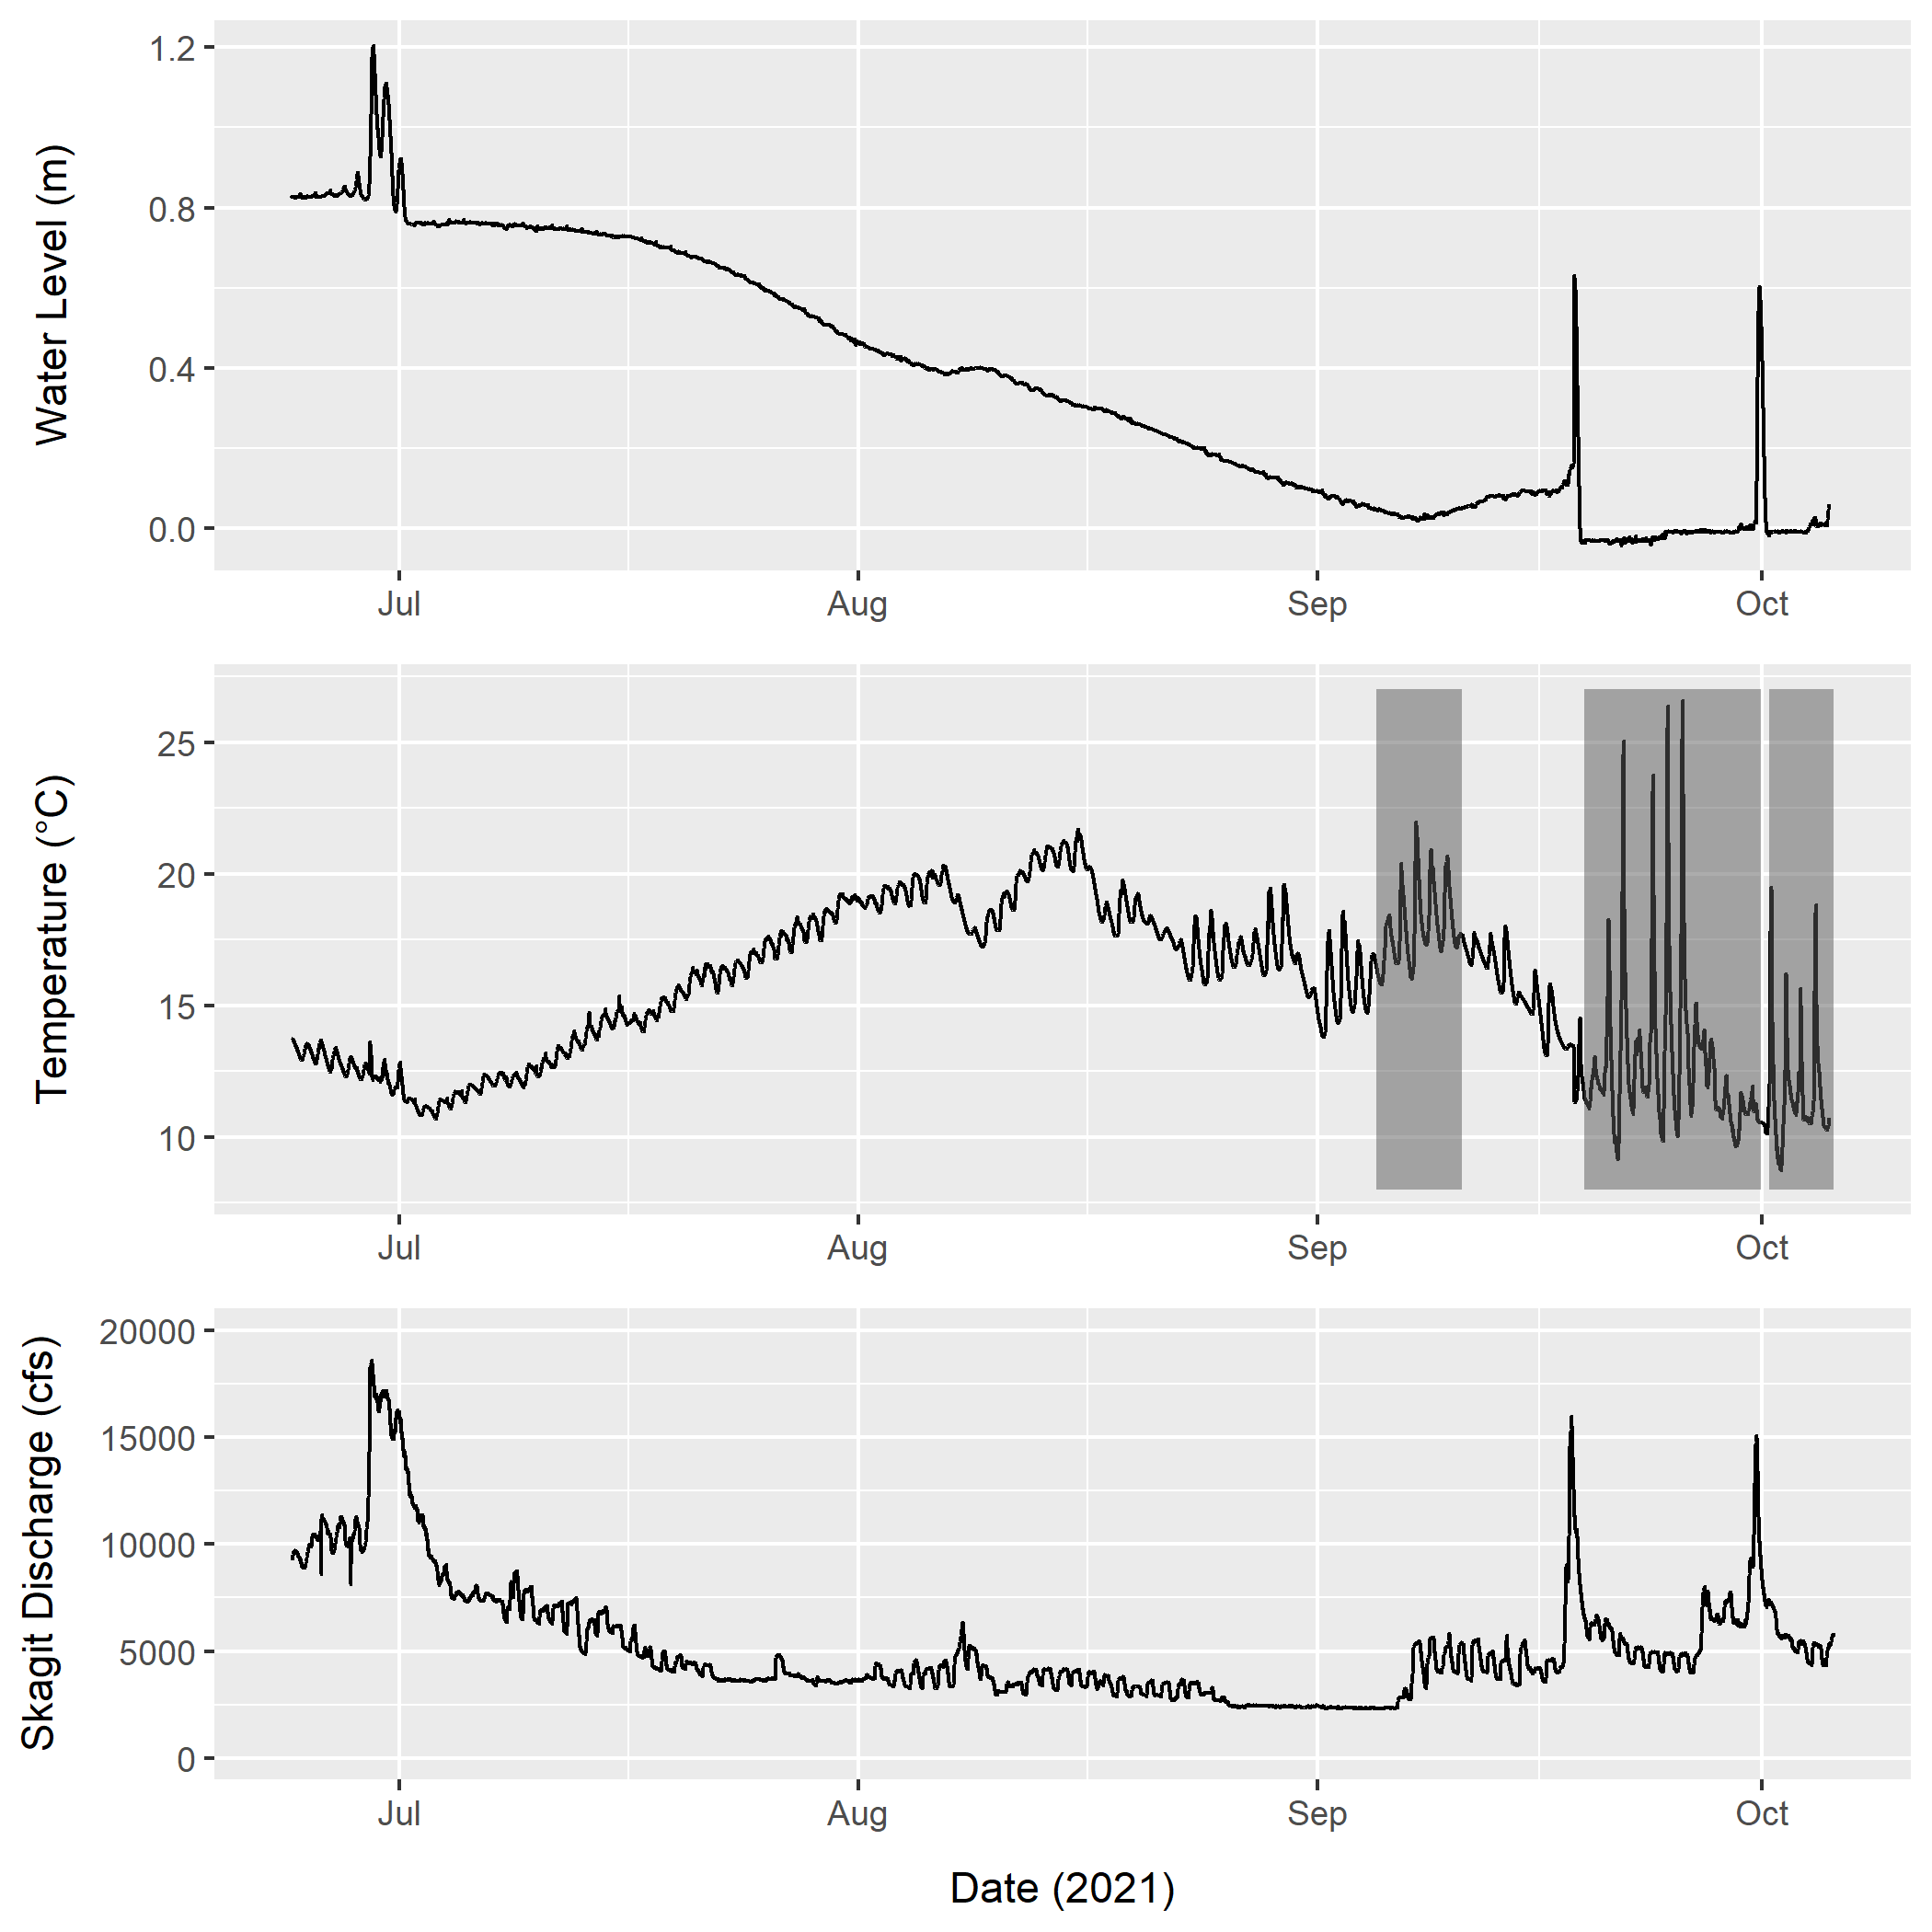 Water Level (m)
1.2
0.8
0.4
0.0
Jul Aug Sep Oct
Temperature (°C)
25
20
15
10
Jul Aug Sep Oct
Skagit Discharge (cfs)
20000
15000
10000
5000
0
Jul Aug Sep Oct
Date (2021)